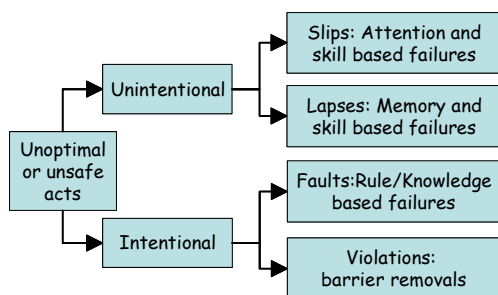 Unoptimal
or unsafe
acts
Unintentional
Intentional
Slips: Attention and
skill based failures
Lapses: Memory and
skill based failures
Faults:Rule/Knowledge
based failures
Violations:
barrier removals